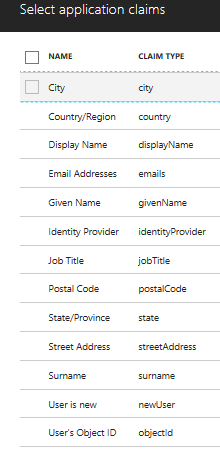 Select application claims
NAME CLAIM TYPE
City city
Country/Region country
Display Name displayName
Email Addresses emails
Given Name givenName
Identity Provider identityProvider
Job Title jobTitle
Postal Code postalCode
State/Province state
Street Address streetAddress
Surname surname
User is new newUser
User's Object ID objectId